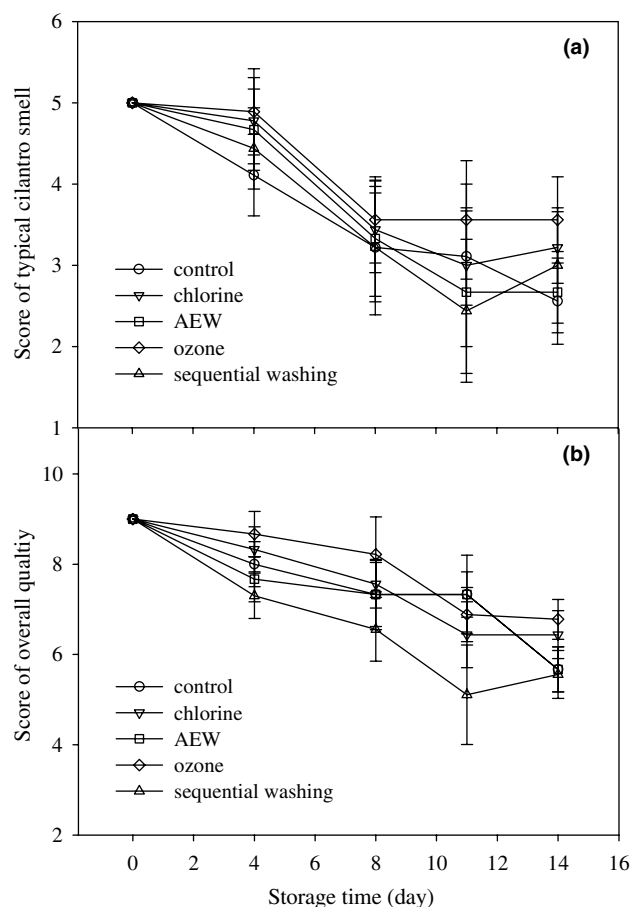 6
(a)
5
4
3
2
1
Score of typical cilantro smell
control
chlorine
AEW
ozone
sequential washing
(b)
10
8
6
4
2
Score of overall qualtiy
control
chlorine
AEW
ozone
sequential washing
0 2 4 6 8 10 12 14 16
Storage time (day)